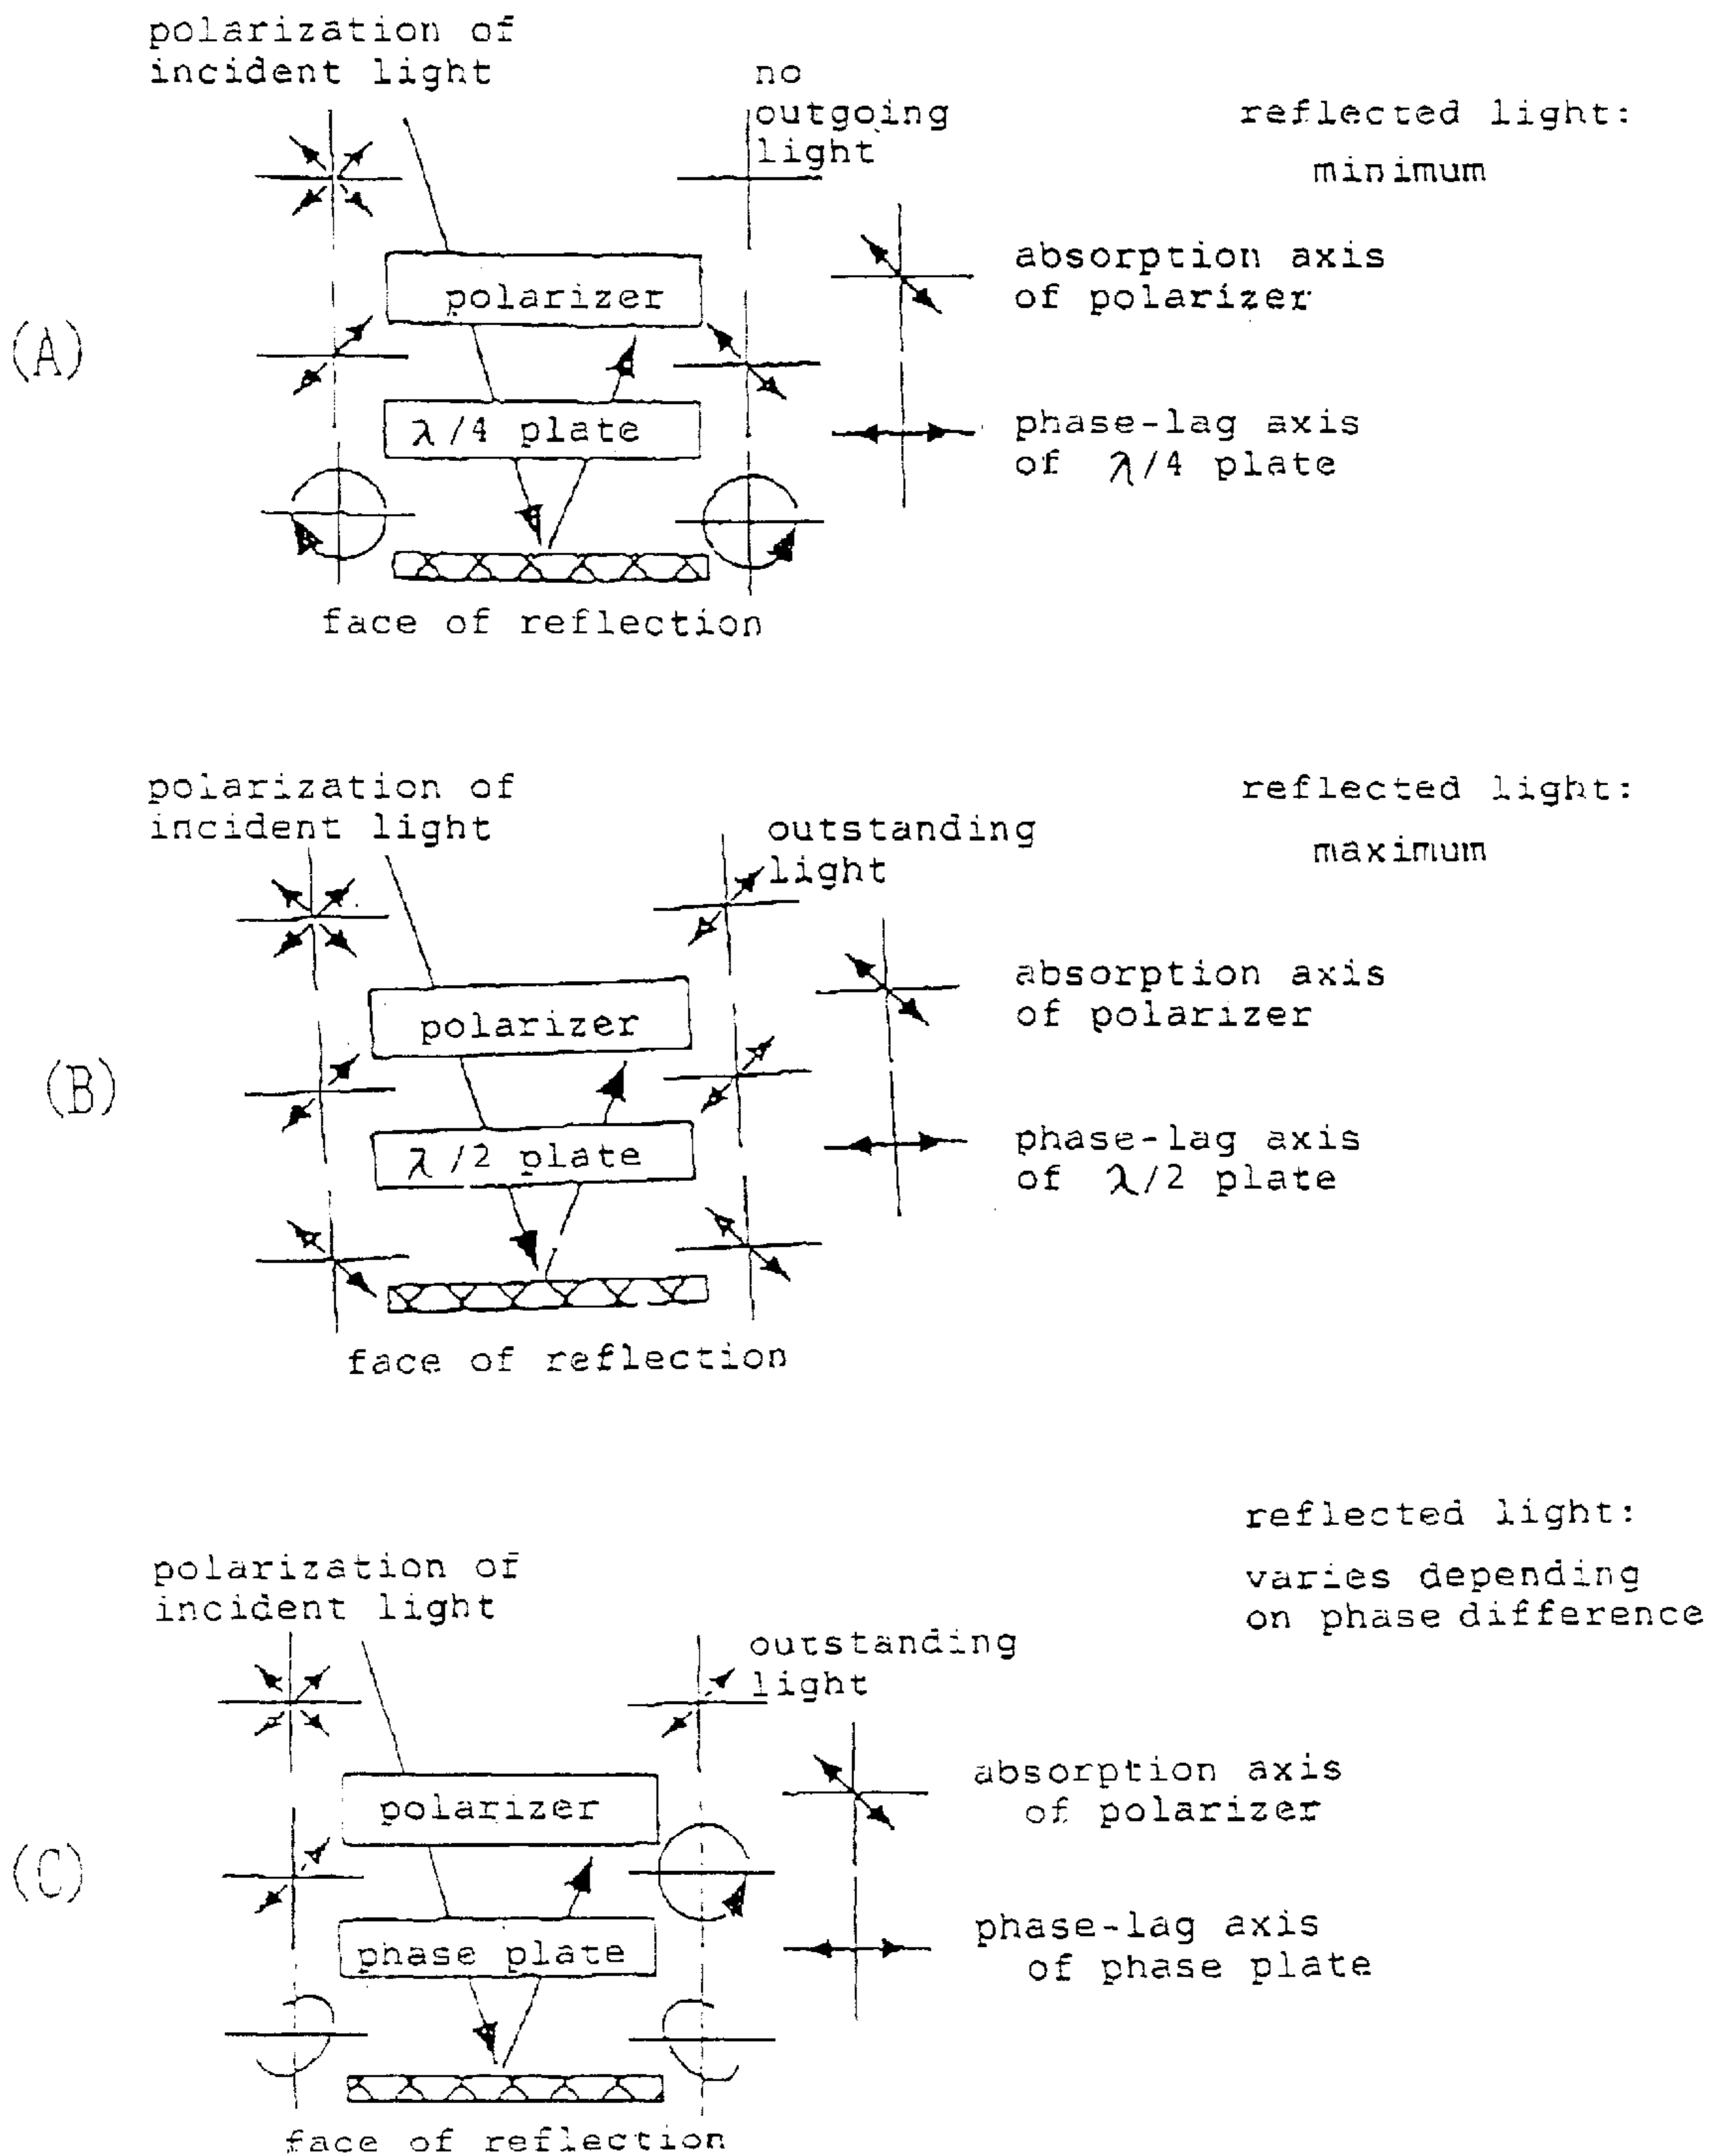 polarization of
incident light
no
outgoing
light
reflected light:
minimum
polarizer
absorption axis
of polarizer
(A)
λ/4 plate
phase-lag axis
of λ/4 plate
face of reflection
polarization of
incident light
outstanding
light
reflected light:
maximum
polarizer
absorption axis
of polarizer
(B)
λ/2 plate
phase-lag axis
of λ/2 plate
face of reflection
reflected light:
varies depending
on phase difference
polarization of
incident light
outstanding
light
polarizer
absorption axis
of polarizer
(C)
phase plate
phase-lag axis
of phase plate
face of reflection